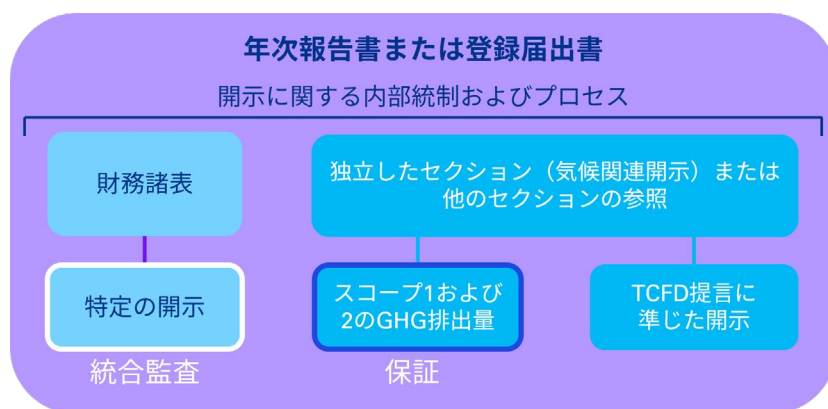 年次報告書または登録届出書
開示に関する内部統制およびプロセス
財務諸表
独立したセクション（気候関連開示）または
他のセクションの参照
特定の開示
スコープ1および
2のGHG排出量
TCFD提言に
準じた開示
統合監査
保証